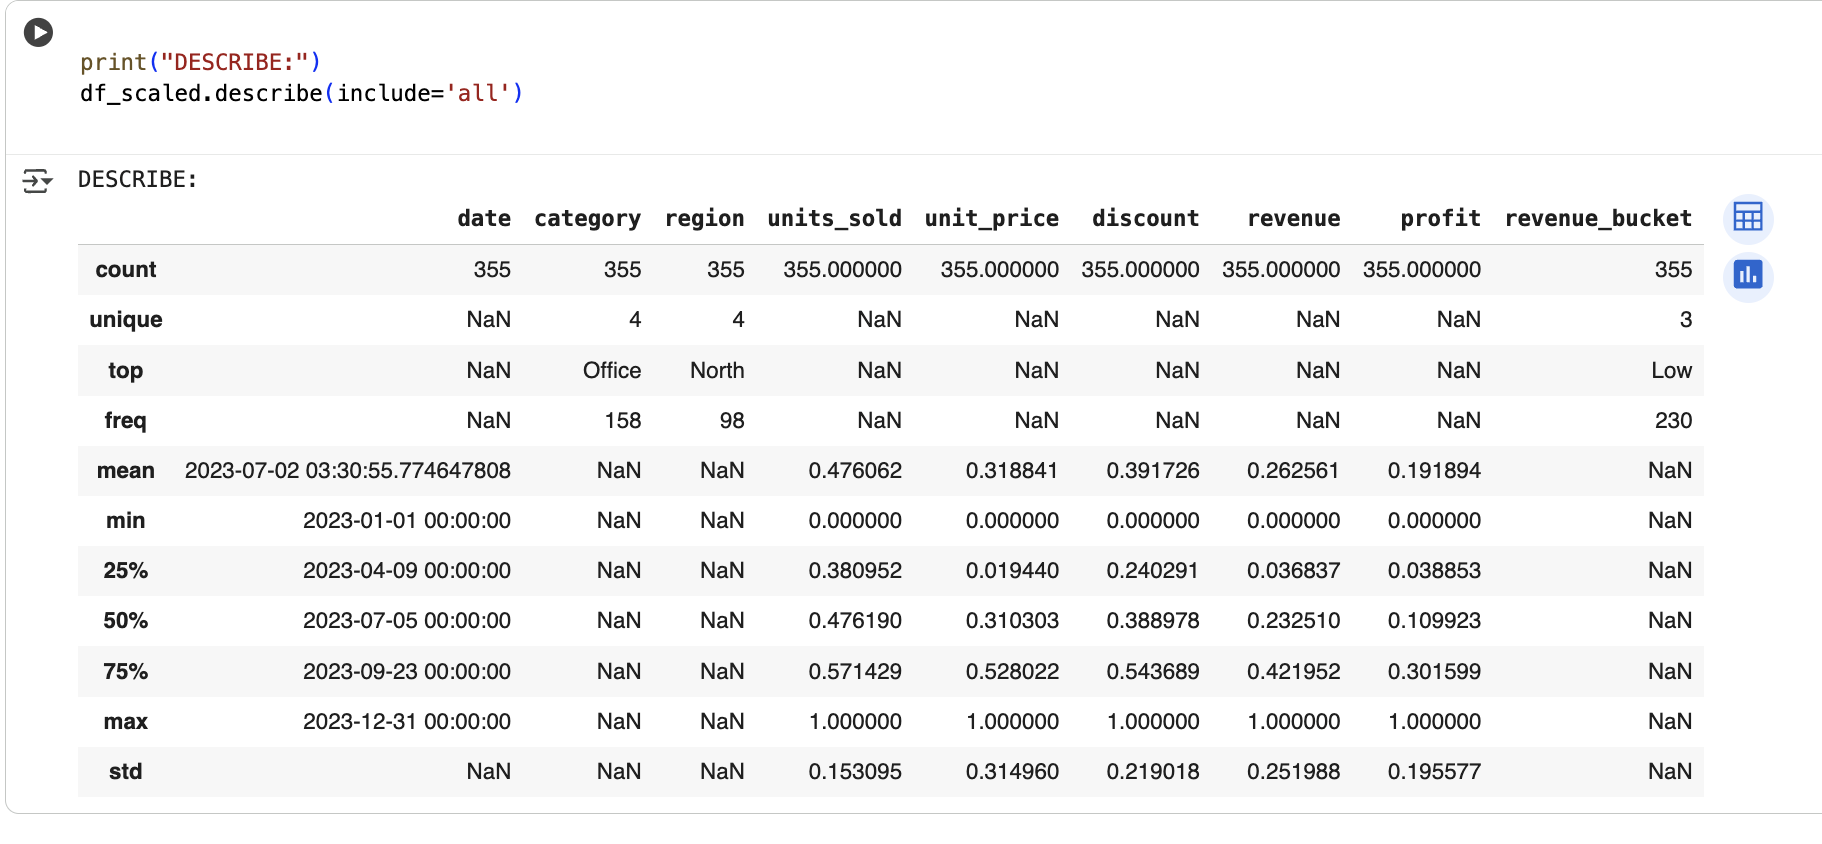 print("DESCRIBE:")
df_scaled.describe(include='all')
DESCRIBE:
date category region units_sold unit_price discount revenue profit revenue_bucket
count 355 355 355 355.000000 355.000000 355.000000 355.000000 355.000000 355
unique NaN 4 4 NaN NaN NaN NaN NaN 3
top NaN Office North NaN NaN NaN NaN NaN Low
freq NaN 158 98 NaN NaN NaN NaN NaN 230
mean 2023-07-02 03:30:55.774647808 NaN NaN 0.476062 0.318841 0.391726 0.262561 0.191894 NaN
min 2023-01-01 00:00:00 NaN NaN 0.000000 0.000000 0.000000 0.000000 0.000000 NaN
25% 2023-04-09 00:00:00 NaN NaN 0.380952 0.019440 0.240291 0.036837 0.038853 NaN
50% 2023-07-05 00:00:00 NaN NaN 0.476190 0.310303 0.388978 0.232510 0.109923 NaN
75% 2023-09-23 00:00:00 NaN NaN 0.571429 0.528022 0.543689 0.421952 0.301599 NaN
max 2023-12-31 00:00:00 NaN NaN 1.000000 1.000000 1.000000 1.000000 1.000000 NaN
std NaN NaN NaN 0.153095 0.314960 0.219018 0.251988 0.195577 NaN